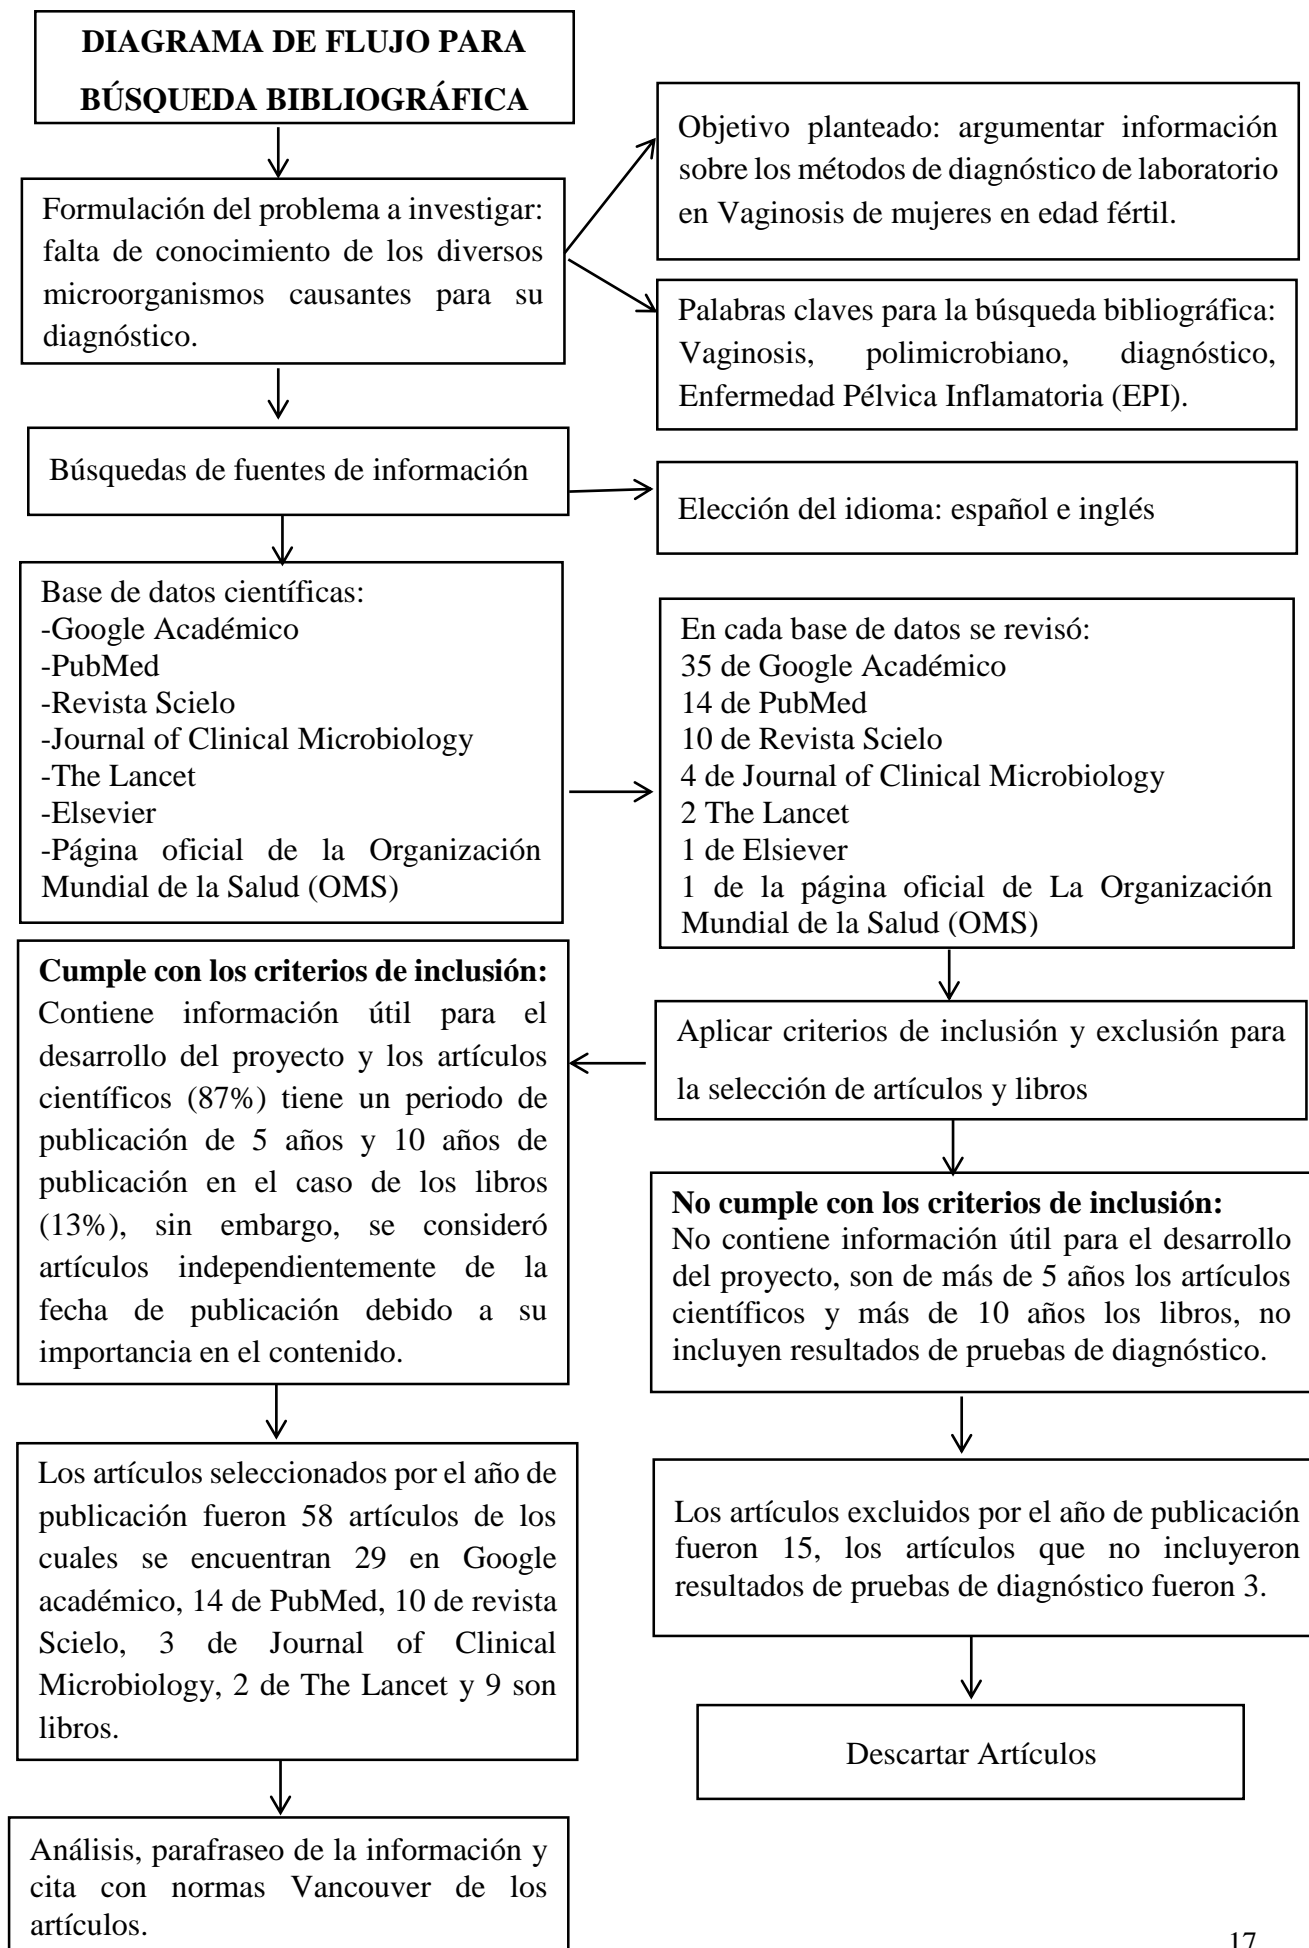 DIAGRAMA DE FLUJO PARA
BÚSQUEDA BIBLIOGRÁFICA
Formulación del problema a investigar:
falta de conocimiento de los diversos
microorganismos causantes para su
diagnóstico.
Objetivo planteado: argumentar información
sobre los métodos de diagnóstico de laboratorio
en Vaginosis de mujeres en edad fértil.
Palabras claves para la búsqueda bibliográfica:
Vaginosis, polimicrobiano, diagnóstico,
Enfermedad Pélvica Inflamatoria (EPI).
Búsquedas de fuentes de información
Elección del idioma: español e inglés
Base de datos científicas:
-Google Académico
-PubMed
-Revista Scielo
-Journal of Clinical Microbiology
-The Lancet
-Elsevier
-Página oficial de la Organización
Mundial de la Salud (OMS)
En cada base de datos se revisó:
35 de Google Académico
14 de PubMed
10 de Revista Scielo
4 de Journal of Clinical Microbiology
2 The Lancet
1 de Elsiever
1 de la página oficial de La Organización
Mundial de la Salud (OMS)
Aplicar criterios de inclusión y exclusión para
la selección de artículos y libros
Cumple con los criterios de inclusión:
Contiene información útil para el
desarrollo del proyecto y los artículos
científicos (87%) tiene un periodo de
publicación de 5 años y 10 años de
publicación en el caso de los libros
(13%), sin embargo, se consideró
artículos independientemente de la
fecha de publicación debido a su
importancia en el contenido.
No cumple con los criterios de inclusión:
No contiene información útil para el desarrollo
del proyecto, son de más de 5 años los artículos
científicos y más de 10 años los libros, no
incluyen resultados de pruebas de diagnóstico.
Los artículos seleccionados por el año de
publicación fueron 58 artículos de los
cuales se encuentran 29 en Google
académico, 14 de PubMed, 10 de revista
Scielo, 3 de Journal of Clinical
Microbiology, 2 de The Lancet y 9 son
libros.
Los artículos excluidos por el año de publicación
fueron 15, los artículos que no incluyeron
resultados de pruebas de diagnóstico fueron 3.
Descartar Artículos
Análisis, parafraseo de la información y
cita con normas Vancouver de los
artículos.
17